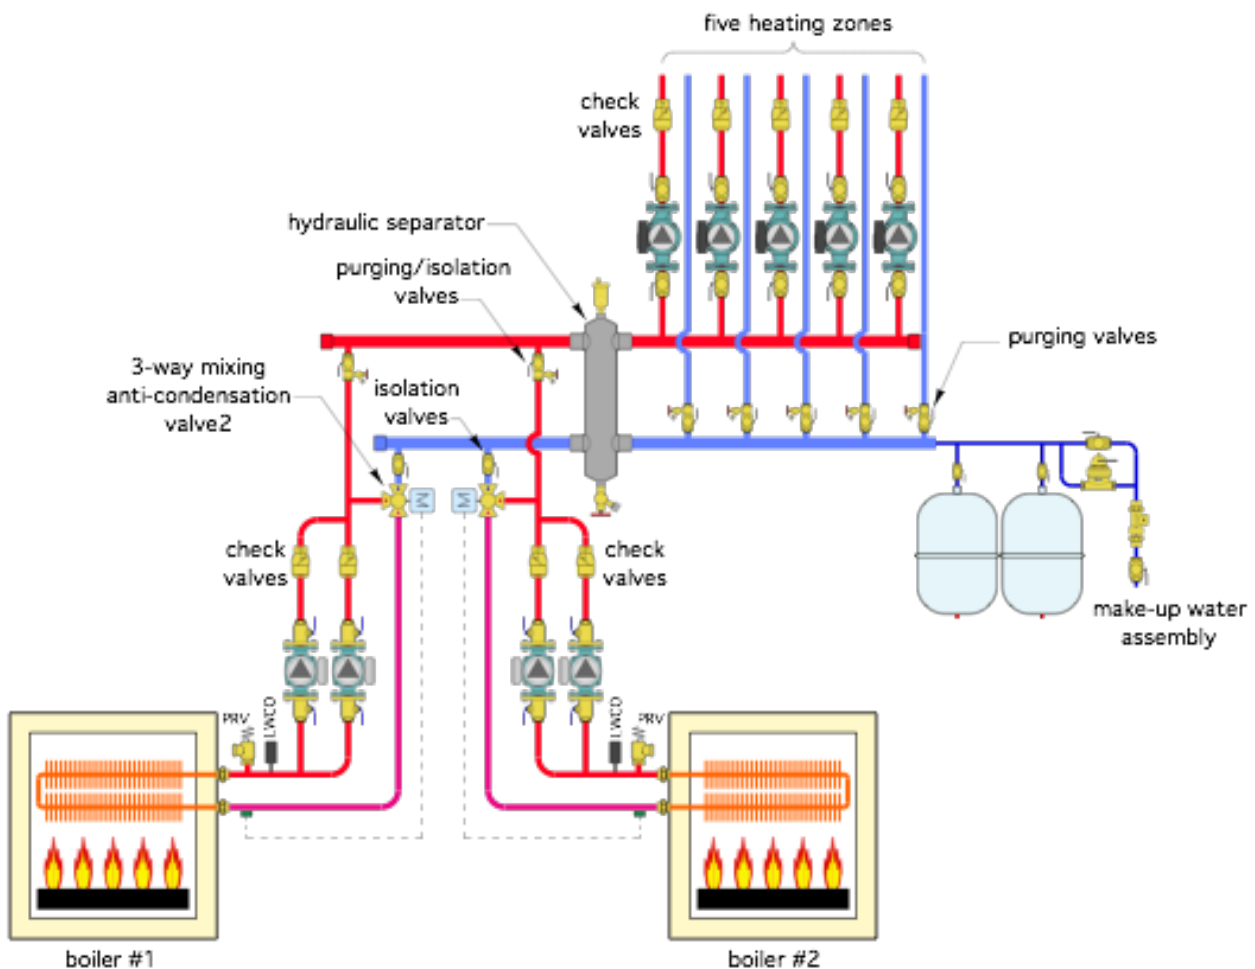 five heating zones
check
valves
hydraulic separator
purging/isolation
valves
purging valves
3-way mixing
anti-condensation
valve2
isolation
valves
M
M
check
valves
check
valves
make-up water
assembly
PRV
LWCO
LWCO
PRV
boiler #1
boiler #2